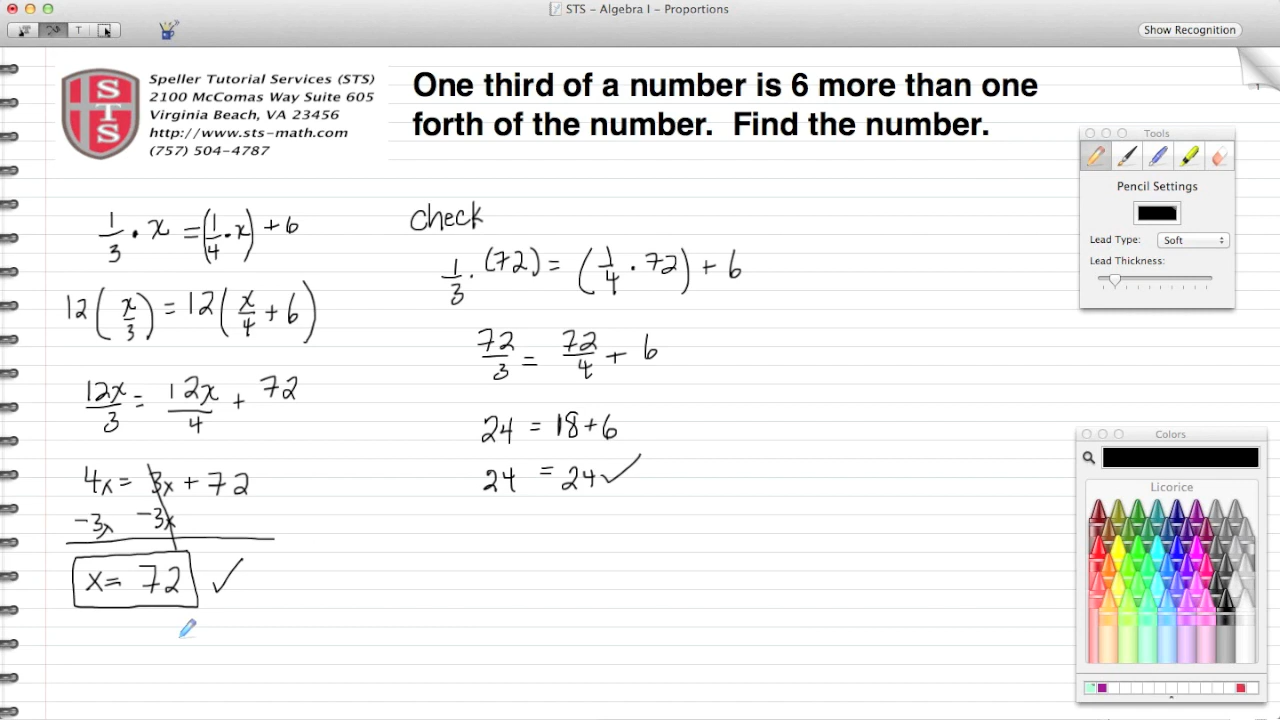 STS – Algebra I – Proportions
T
Show Recognition
STS
Speller Tutorial Services (STS)
2100 McComas Way Suite 605
Virginia Beach, VA 23456
http://www.sts-math.com
(757) 504-4787
One third of a number is 6 more than one
forth of the number. Find the number.
1/3 · x = (1/4 · x) + 6
12(x/3) = 12(x/4 + 6)
12x/3 = 12x/4 + 72
4x = 3x + 72
-3x -3x
x = 72 ✓
Check
1/3 · (72) = (1/4 · 72) + 6
72/3 = 72/4 + 6
24 = 18 + 6
24 = 24 ✓
1
Tools
Pencil Settings
Lead Type: Soft
Lead Thickness:
Colors
Licorice